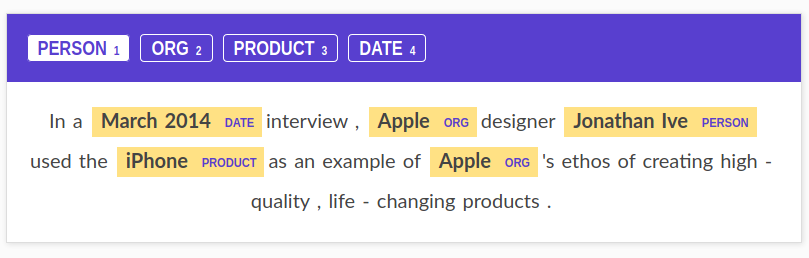 PERSON 1 ORG 2 PRODUCT 3 DATE 4
In a March 2014 DATE interview , Apple ORG designer Jonathan Ive PERSON
used the iPhone PRODUCT as an example of Apple ORG 's ethos of creating high -
quality , life - changing products .